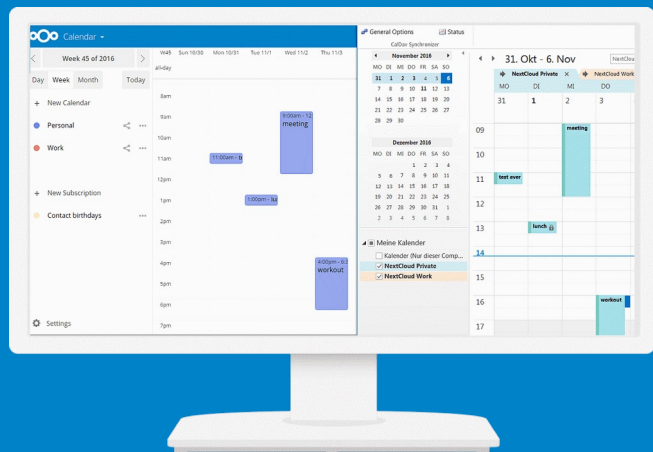 Calendar
Week 45 of 2016
Day Week Month Today
+ New Calendar
Personal
Work
+ New Subscription
Contact birthdays
Settings
W45 Sun 10/30 Mon 10/31 Tue 11/1 Wed 11/2 Thu 11/3
all-day
8am
9am
10am
11am
12pm
1pm
2pm
3pm
4pm
5pm
6pm
7pm
9:00am - 12
meeting
11:00am - b
1:00pm - lu
4:00pm - 6:3
workout
General Options Status
CalDav Synchronizer
November 2016
MO DI MI DO FR SA SO
31 1 2 3 4 5 6
7 8 9 10 11 12 13
14 15 16 17 18 19 20
21 22 23 24 25 26 27
28 29 30
Dezember 2016
MO DI MI DO FR SA SO
1 2 3 4
5 6 7 8 9 10 11
12 13 14 15 16 17 18
19 20 21 22 23 24 25
26 27 28 29 30 31 1
2 3 4 5 6 7 8
Meine Kalender
Kalender (Nur dieser Comp...
NextCloud Private
NextCloud Work
31. Okt - 6. Nov
NextClou
NextCloud Private × NextCloud Work
MO DI MI DO
31 1 2 3
09
10
11
12
13
14
15
16
17
meeting
test over
lunch
workout